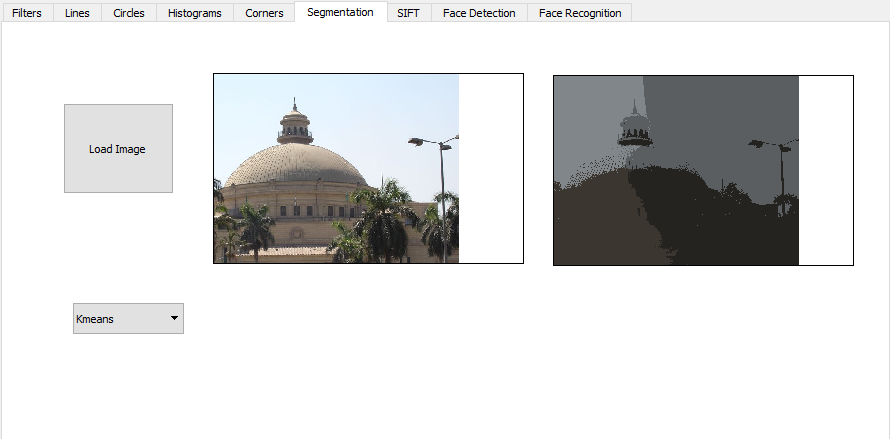 Filters Lines Circles Histograms Corners Segmentation SIFT Face Detection Face Recognition
Load Image
Kmeans